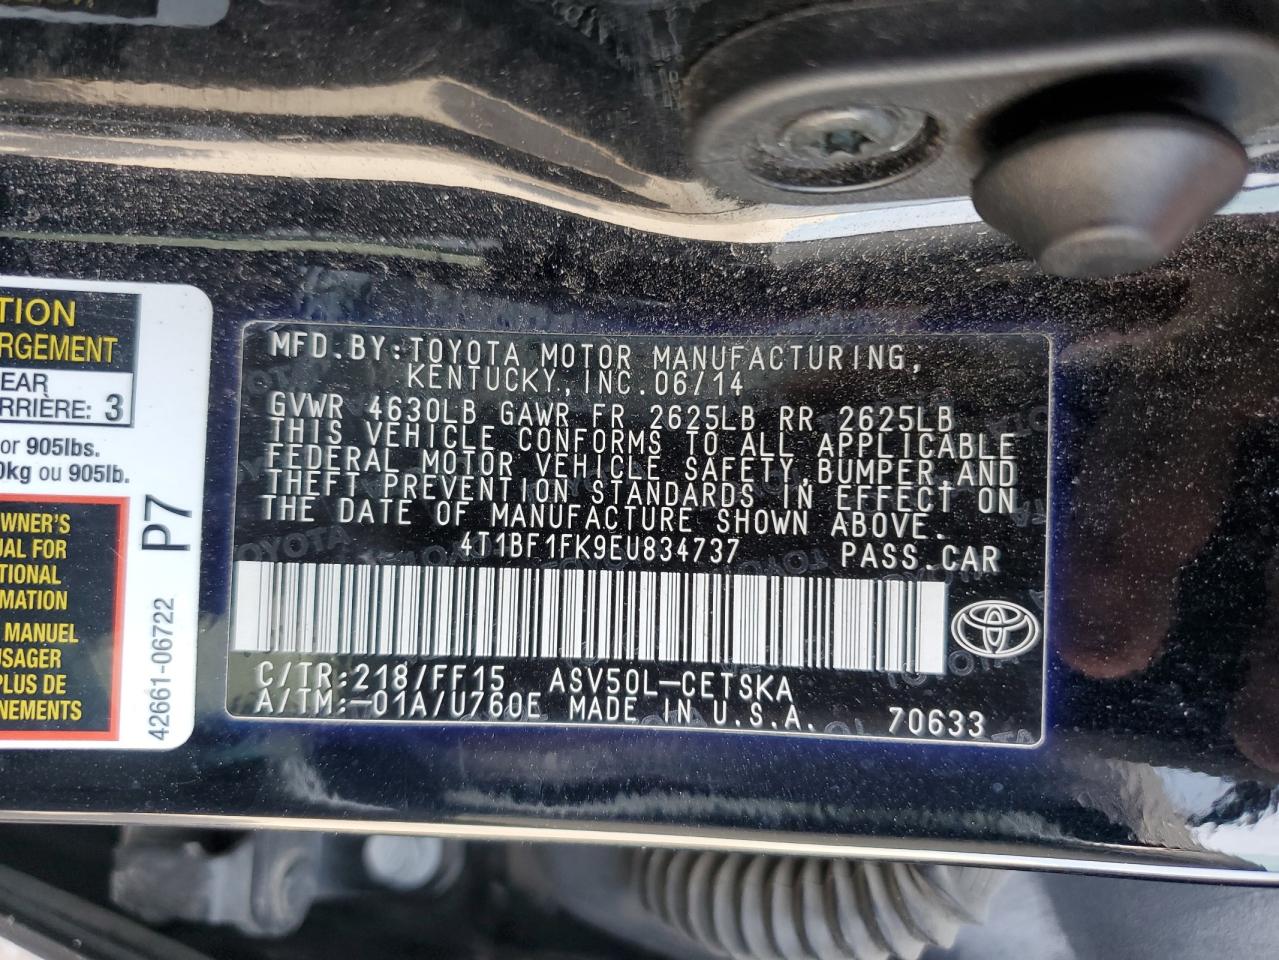 TION
RGEMENT
EAR
RRIÈRE: 3
or 905lbs.
0kg ou 905lb.
WNER'S
UAL FOR
TIONAL
MATION
MANUEL
USAGER
PLUS DE
NEMENTS
P7
42661-06722
MFD.BY:TOYOTA MOTOR MANUFACTURING,
KENTUCKY, INC.06/14
GVWR 4630LB GAWR FR 2625LB RR 2625LB
THIS VEHICLE CONFORMS TO ALL APPLICABLE
FEDERAL MOTOR VEHICLE SAFETY,BUMPER,AND
THEFT PREVENTION STANDARDS IN EFFECT ON
THE DATE OF MANUFACTURE SHOWN ABOVE.
4T1BF1FK9EU834737 PASS.CAR
C/TR:218/FF15 ASV50L-CETSKA
A/TM:-01A/U760E MADE IN U.S.A. 70633